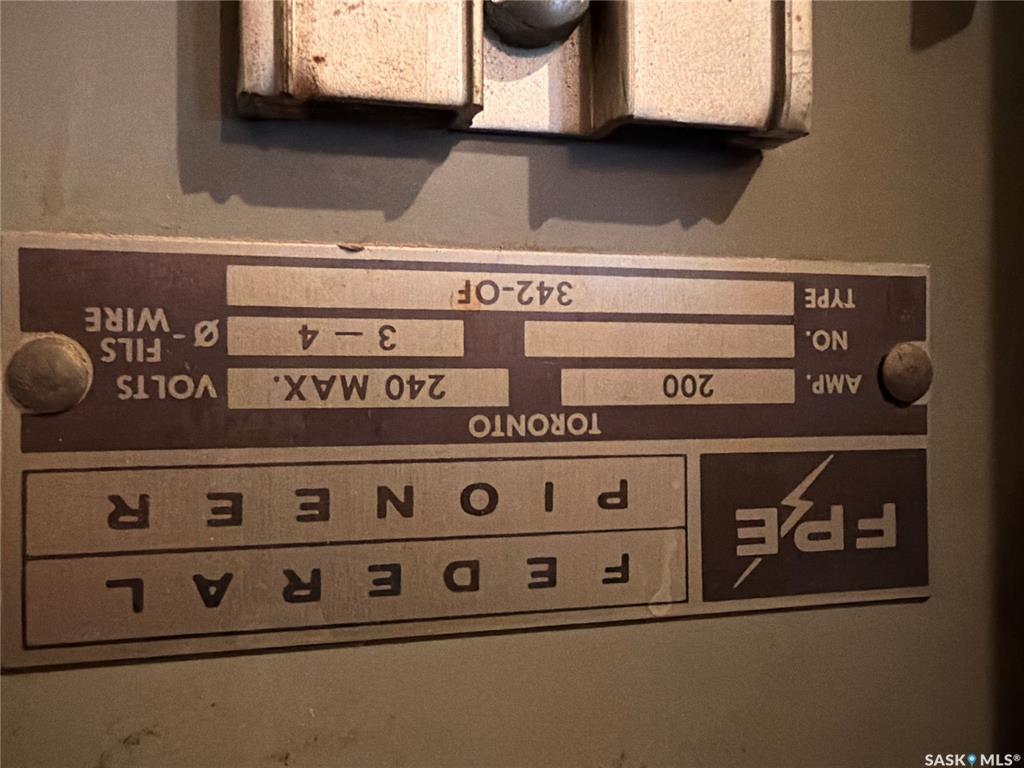 FPE
FEDERAL
PIONEER
TORONTO
AMP. 200 240 MAX. VOLTS
NO. 3 – 4 Ø - FILS
WIRE
TYPE 342-OF
SASK MLS®